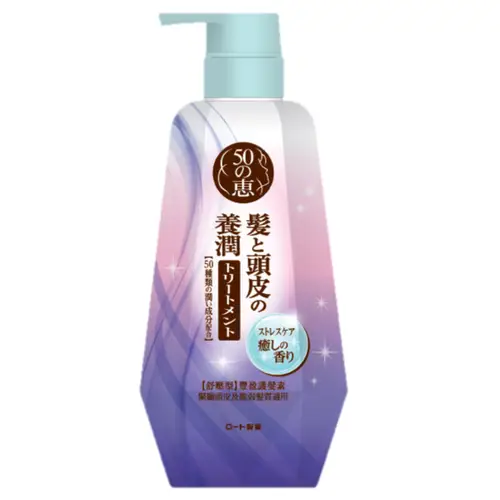 50の恵
髪と頭皮の
養潤
トリートメント
【50種類の潤い成分配合】
ストレスケア
癒しの
香り
【舒壓型】豐盈護髮素
緊繃頭皮及脆弱髮質適用
ロート製薬